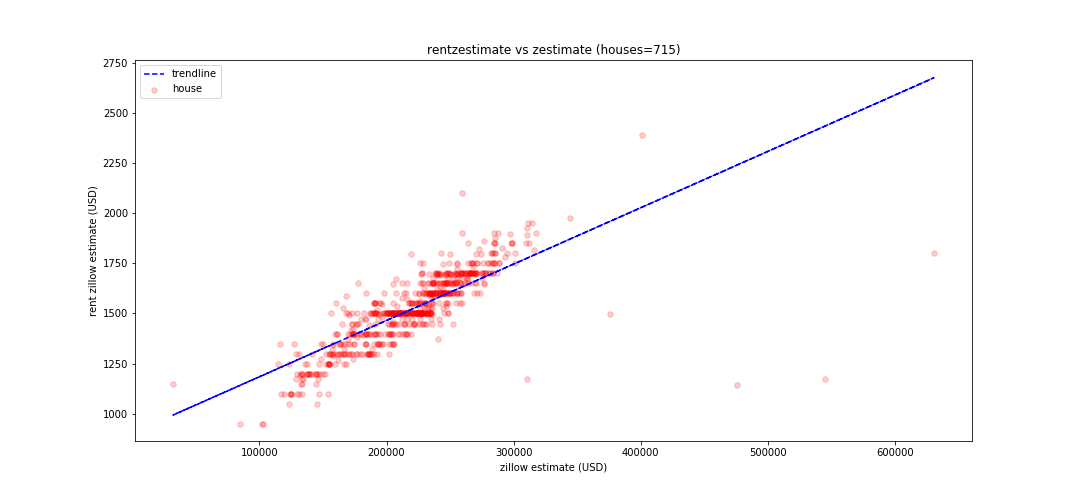 rentzestimate vs zestimate (houses=715)
trendline
house
rent zillow estimate (USD)
2750
2500
2250
2000
1750
1500
1250
1000
100000 200000 300000 400000 500000 600000
zillow estimate (USD)